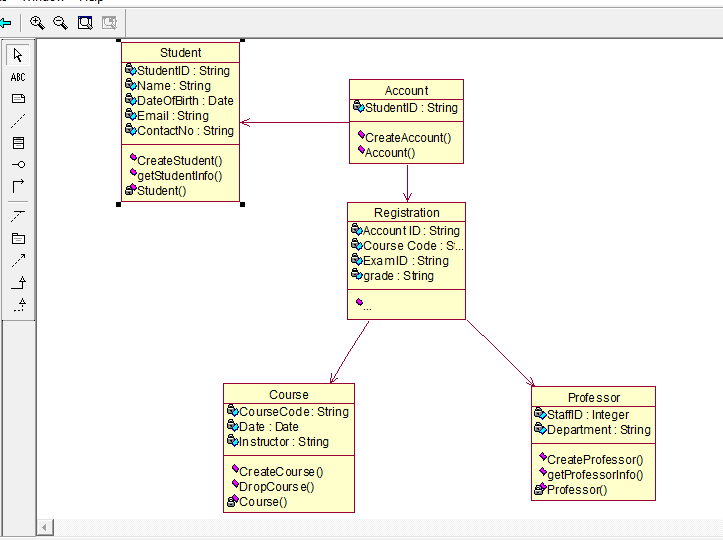 ABC
Student
StudentID : String
Name : String
DateOfBirth : Date
Email : String
ContactNo : String
CreateStudent()
getStudentInfo()
Student()
Account
StudentID : String
CreateAccount()
Account()
Registration
Account ID : String
Course Code : S...
ExamID : String
grade : String
...
Course
CourseCode : String
Date : Date
Instructor : String
CreateCourse()
DropCourse()
Course()
Professor
StaffID : Integer
Department : String
CreateProfessor()
getProfessorInfo()
Professor()